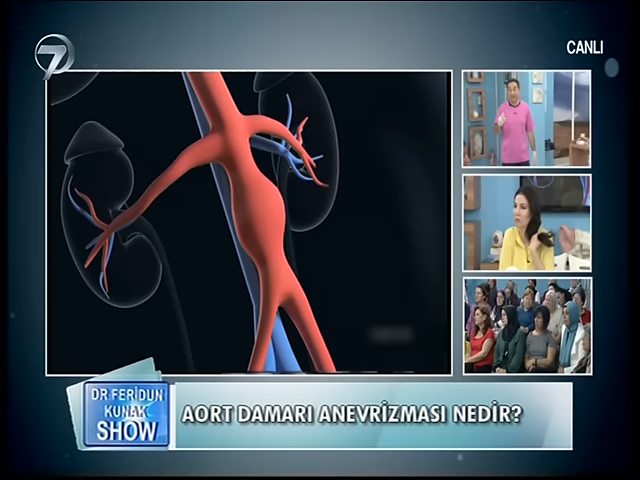 7
CANLI
DR FERİDUN
KUNAK
SHOW
AORT DAMARI ANEVRİZMASI NEDİR?